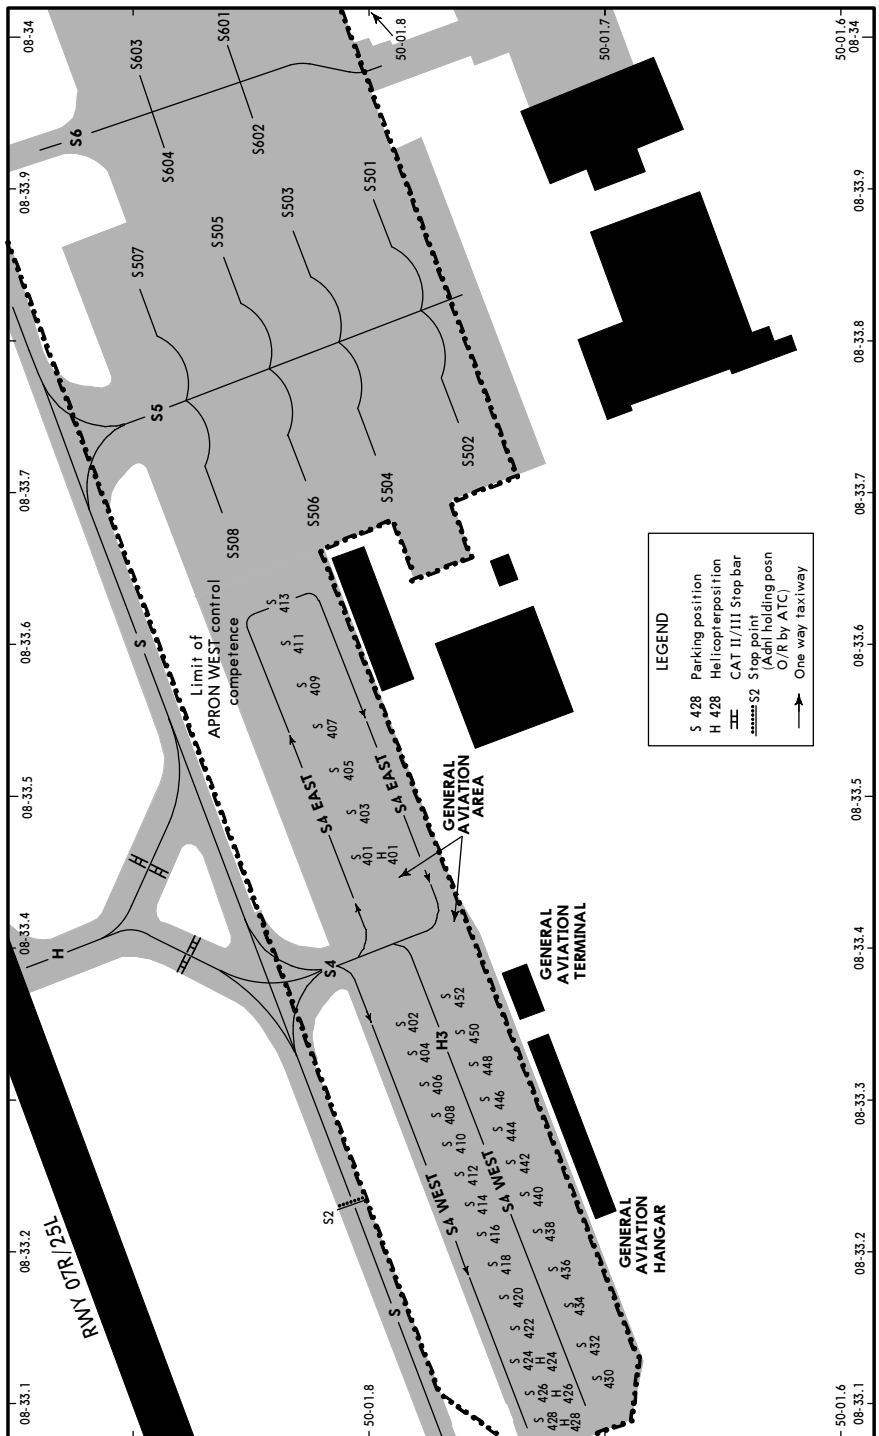 08-34
50-01.8
50-01.7
50-01.6
08-34
S601
S603
S6
S602
S604
08-33.9
S501
S503
S505
S507
08-33.9
08-33.8
08-33.8
S5
S502
S504
S506
S508
08-33.7
08-33.7
S
Limit of
APRON WEST control
competence
08-33.6
08-33.6
S
413
S
411
S
409
S
407
S
405
S
403
S
401
H
401
S4 EAST
S4 EAST
GENERAL
AVIATION
AREA
LEGEND
S 428 Parking position
H 428 Helicopterposition
CAT II/III Stop bar
S2 Stop point
(Adnl holding posn
O/R by ATC)
One way taxiway
08-33.5
08-33.5
08-33.4
08-33.4
H
S4
GENERAL
AVIATION
TERMINAL
S
452
S
450
S
448
S
446
S
444
S
442
S
440
S
438
S
436
S
434
S
432
S
430
H3
S
402
S
404
S
406
S
408
S
410
S
412
S
414
S
416
S
418
S
420
S
422
S
424
H
424
S
426
H
426
S
428
H
428
S4 WEST
S4 WEST
08-33.3
08-33.3
S2
GENERAL
AVIATION
HANGAR
08-33.2
08-33.2
RWY 07R/25L
S
08-33.1
50-01.8
50-01.6
08-33.1